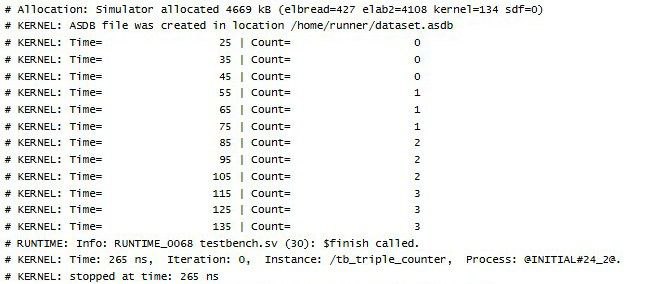 # Allocation: Simulator allocated 4669 kB (elbread=427 elab2=4108 kernel=134 sdf=0)
# KERNEL: ASDB file was created in location /home/runner/dataset.asdb
# KERNEL: Time=                  25 | Count=                   0
# KERNEL: Time=                  35 | Count=                   0
# KERNEL: Time=                  45 | Count=                   0
# KERNEL: Time=                  55 | Count=                   1
# KERNEL: Time=                  65 | Count=                   1
# KERNEL: Time=                  75 | Count=                   1
# KERNEL: Time=                  85 | Count=                   2
# KERNEL: Time=                  95 | Count=                   2
# KERNEL: Time=                 105 | Count=                   2
# KERNEL: Time=                 115 | Count=                   3
# KERNEL: Time=                 125 | Count=                   3
# KERNEL: Time=                 135 | Count=                   3
# RUNTIME: Info: RUNTIME_0068 testbench.sv (30): $finish called.
# KERNEL: Time: 265 ns,  Iteration: 0,  Instance: /tb_triple_counter,  Process: @INITIAL#24_2@.
# KERNEL: stopped at time: 265 ns